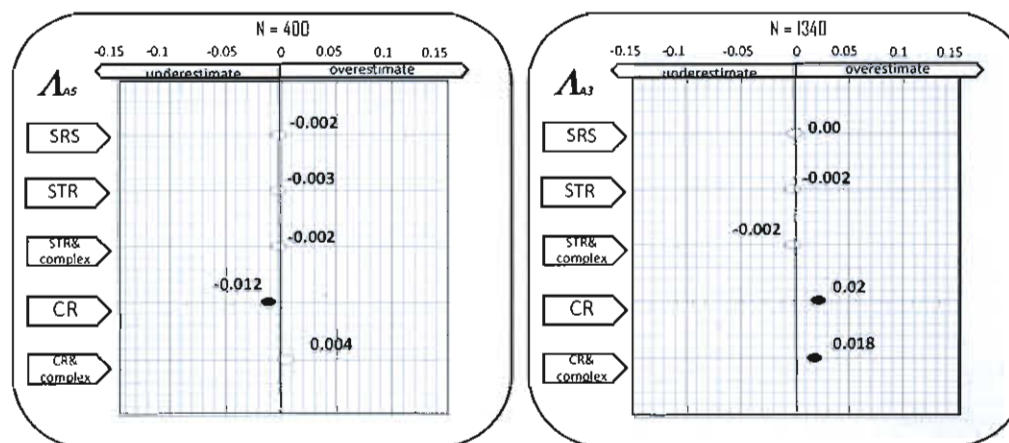 N = 400
-0.15 -0.1 -0.05 0 0.05 0.1 0.15
underestimate overestimate
ΛA5
SRS
-0.002
STR
-0.003
STR&
complex
-0.002
CR
-0.012
CR&
complex
0.004
N = 1340
-0.15 -0.1 -0.05 0 0.05 0.1 0.15
underestimate overestimate
ΛA3
SRS
0.00
STR
-0.002
STR&
complex
-0.002
CR
0.02
CR&
complex
0.018